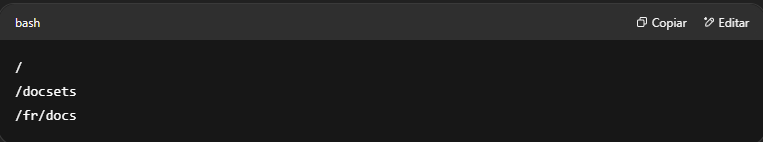 bash Copiar Editar
/
/docsets
/fr/docs